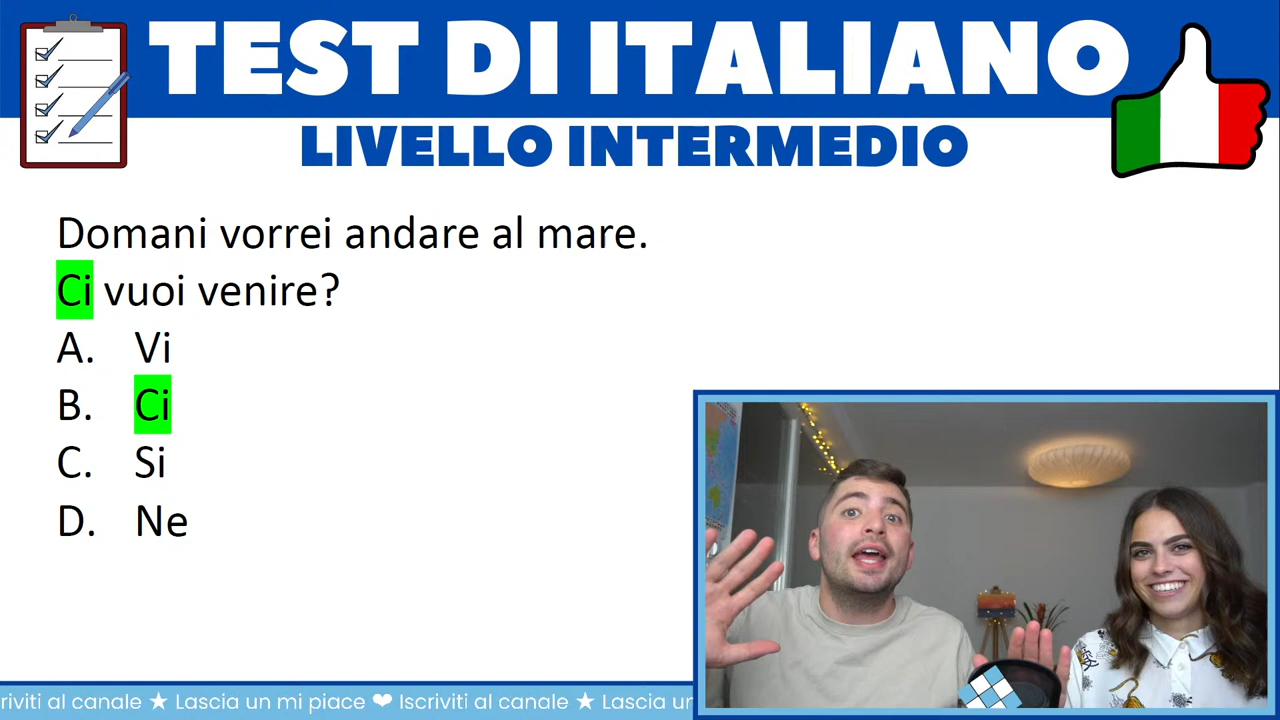 TEST DI ITALIANO
LIVELLO INTERMEDIO
Domani vorrei andare al mare.
Ci vuoi venire?
A. Vi
B. Ci
C. Si
D. Ne
riviti al canale ★ Lascia un mi piace ❤ Iscriviti al canale ★ Lascia u